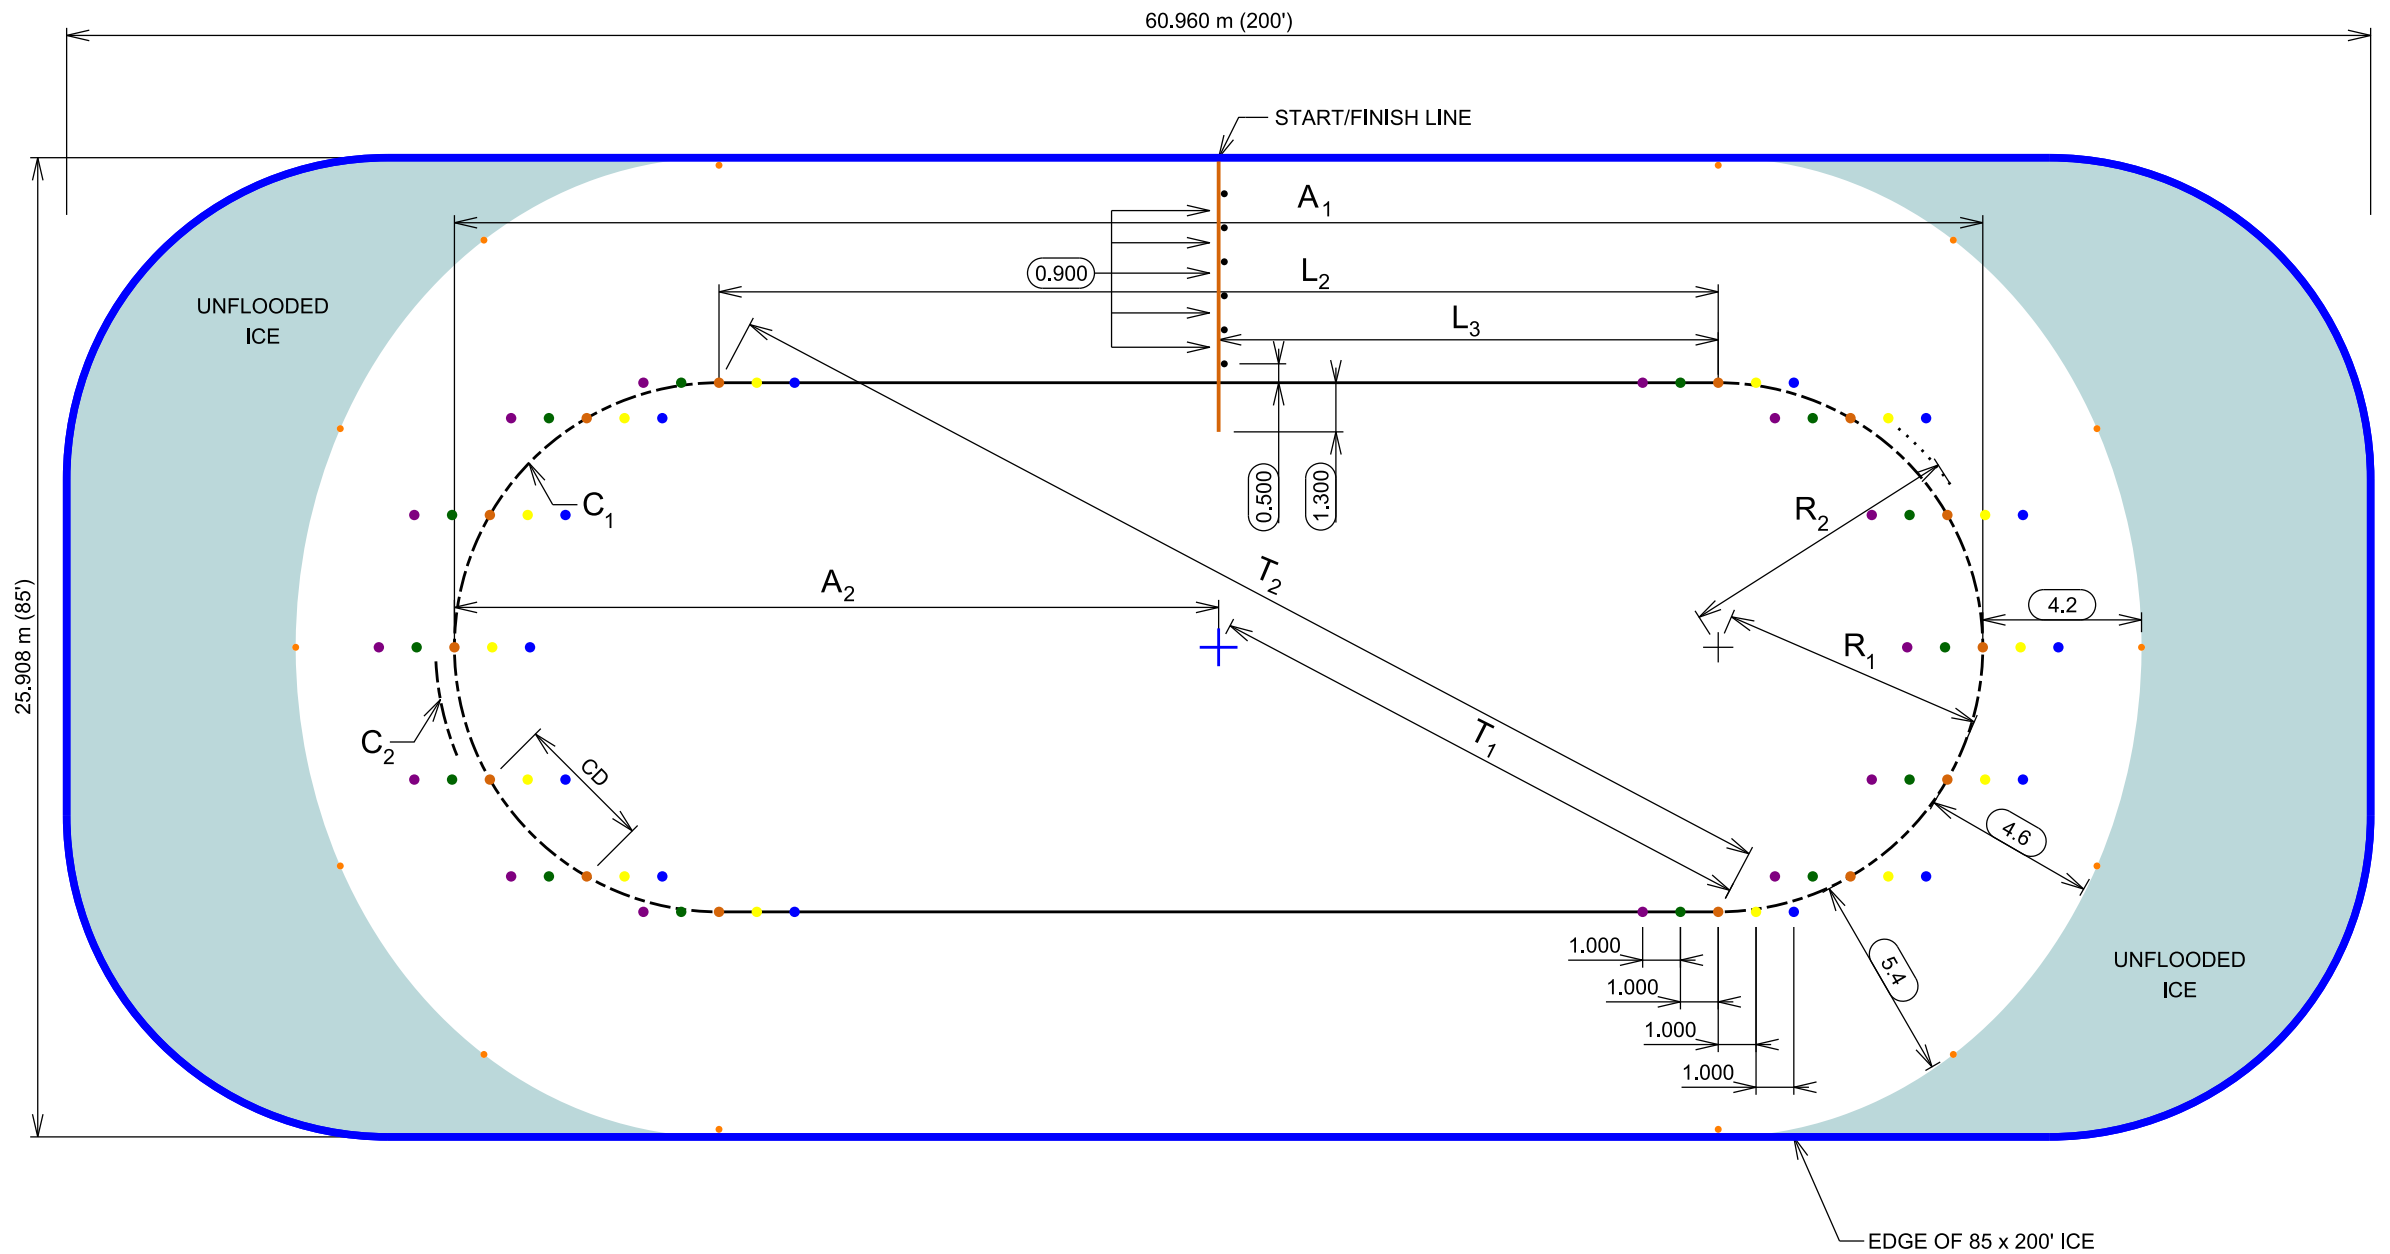 60.960 m (200')
START/FINISH LINE
A1
UNFLOODED
ICE
0.900
L2
L3
0.500
1.300
C1
R2
T2
A2
4.2
25.908 m (85')
R1
T1
C2
CD
4.6
5.4
1.000
1.000
1.000
1.000
UNFLOODED
ICE
EDGE OF 85 x 200' ICE